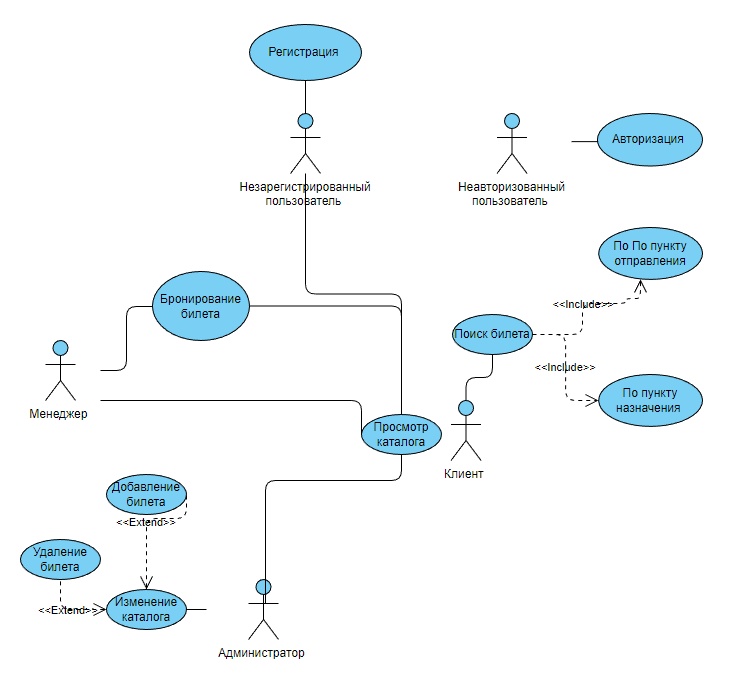 Регистрация
Незарегистрированный
пользователь
Неавторизованный
пользователь
Авторизация
По По пункту
отправления
Бронирование
билета
<<Include>>
Поиск билета
<<Include>>
Менеджер
По пункту
назначения
Просмотр
каталога
Клиент
Добавление
билета
<<Extend>>
Удаление
билета
<<Extend>>
Изменение
каталога
Администратор